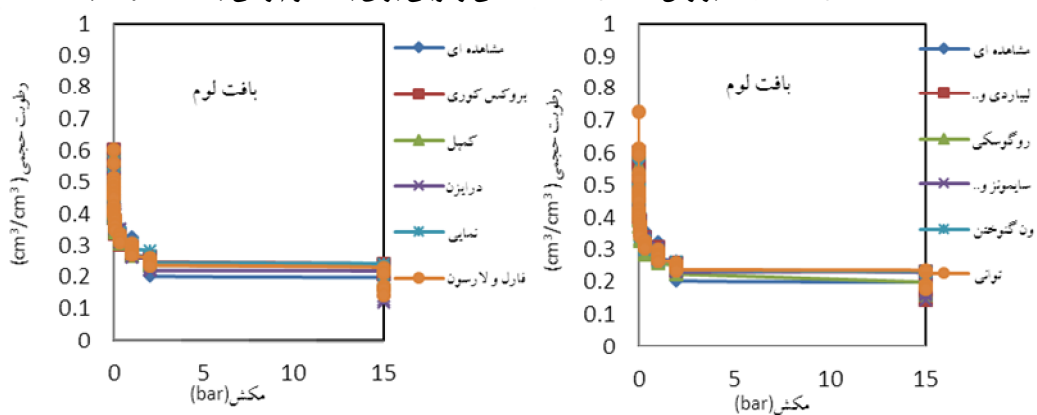 1
0.9
0.8
0.7
0.6
0.5
0.4
0.3
0.2
0.1
0
0
5
10
15
رطوبت حجمی (cm³/cm³)
مکش(bar)
بافت لوم
مشاهده ای
بروکس کوری
کمبل
درایزن
نمایی
فارل و لارسون
1
0.9
0.8
0.7
0.6
0.5
0.4
0.3
0.2
0.1
0
0
5
10
15
رطوبت حجمی (cm³/cm³)
مکش(bar)
بافت لوم
مشاهده ای
لیباردی و..
روگوسکی
سایمونز و..
ون گنوختن
توانی